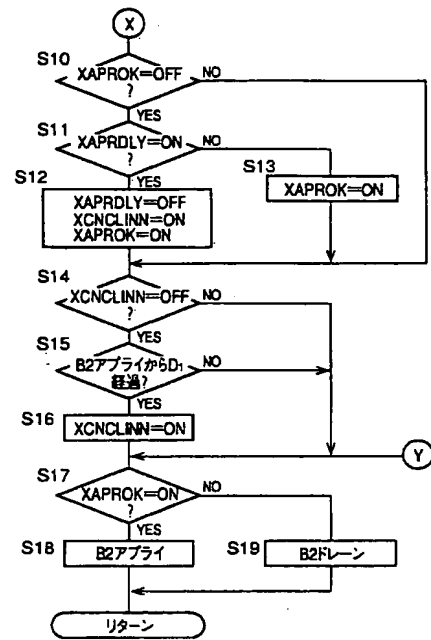 X
S10
XAPROK=OFF
?
NO
YES
S11
XAPRDLY=ON
?
NO
YES
S12
XAPRDLY=OFF
XCNCLINN=ON
XAPROK=ON
S13
XAPROK=ON
S14
XCNCLINN=OFF
?
NO
YES
S15
B2アプライからD1
経過?
NO
YES
S16
XCNCLINN=ON
Y
S17
XAPROK=ON
?
NO
YES
S18
B2アプライ
S19
B2ドレーン
リターン